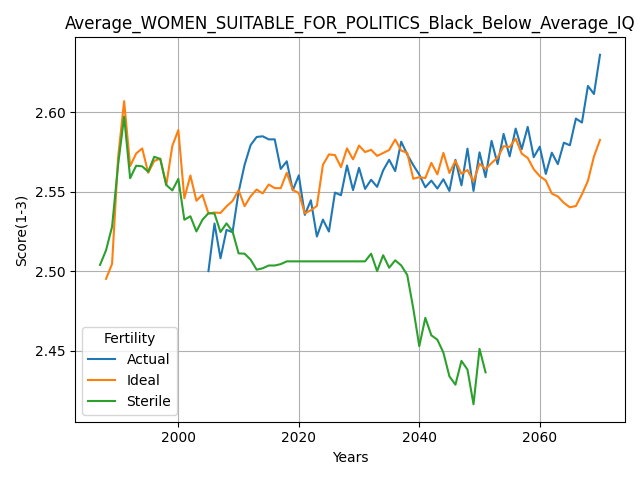 Average_WOMEN_SUITABLE_FOR_POLITICS_Black_Below_Average_IQ
Score(1-3)
2.60
2.55
2.50
2.45
Fertility
Actual
Ideal
Sterile
2000
2020
2040
2060
Years